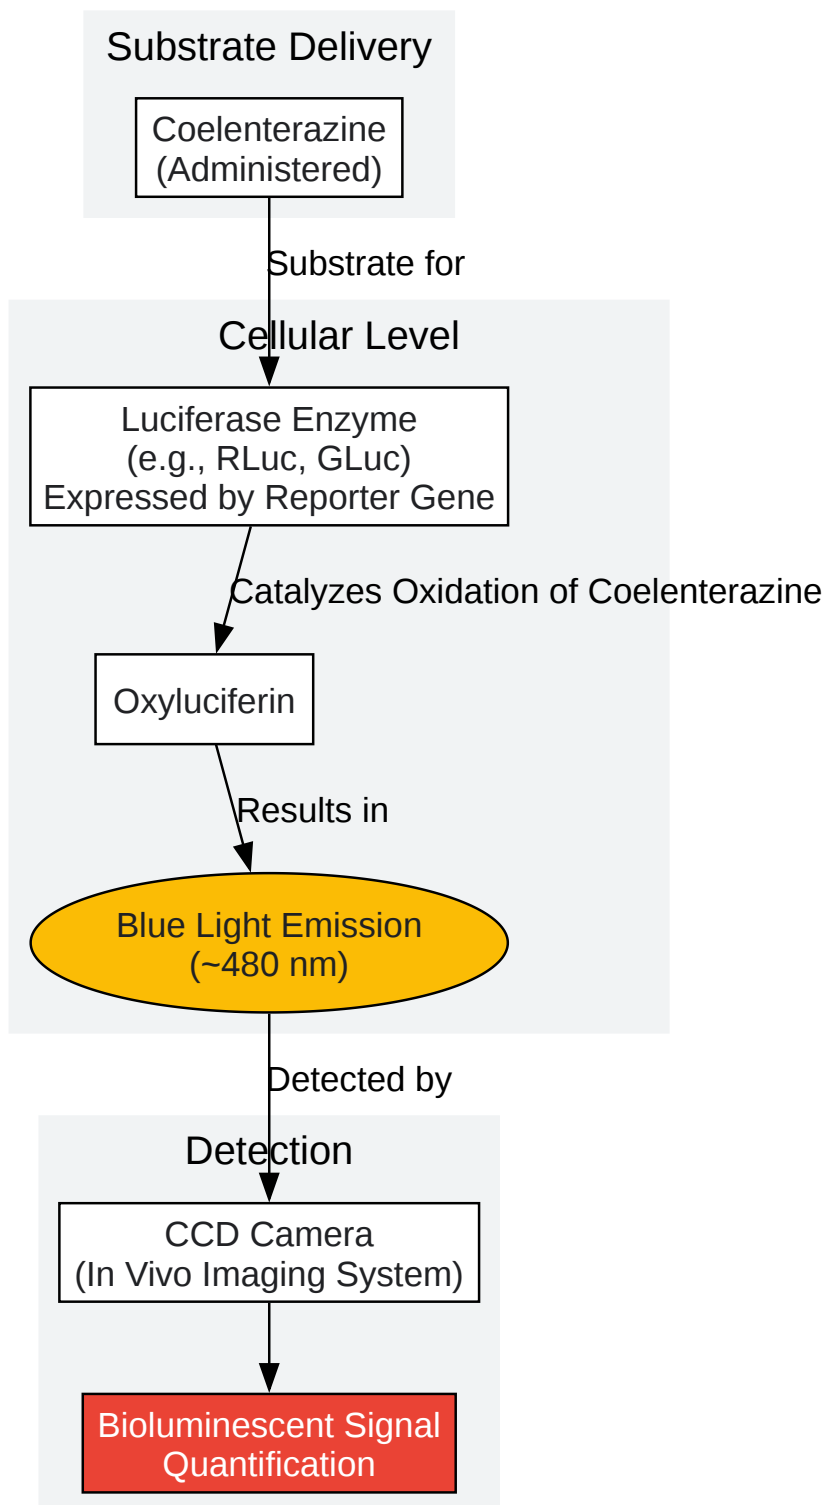 Substrate Delivery
Coelenterazine
(Administered)
Substrate for
Cellular Level
Luciferase Enzyme
(e.g., RLuc, GLuc)
Expressed by Reporter Gene
Catalyzes Oxidation of Coelenterazine
Oxyluciferin
Results in
Blue Light Emission
(~480 nm)
Detected by
Detection
CCD Camera
(In Vivo Imaging System)
Bioluminescent Signal
Quantification